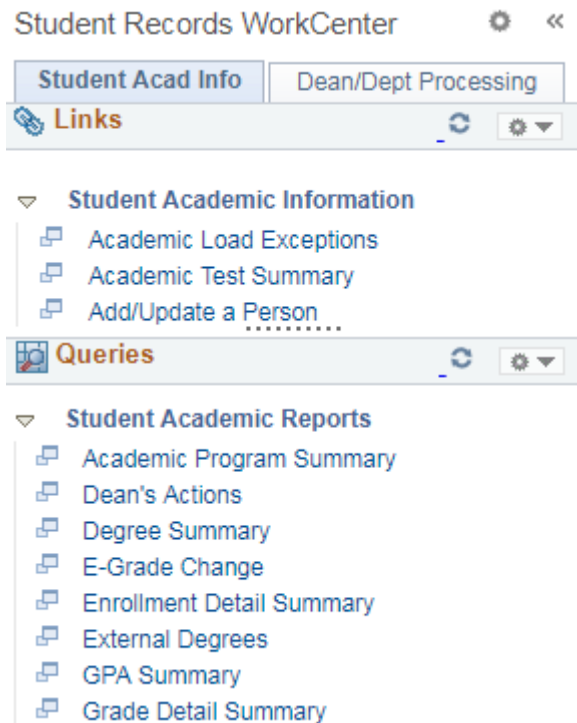 Student Records WorkCenter
Student Acad Info Dean/Dept Processing
Links
Student Academic Information
Academic Load Exceptions
Academic Test Summary
Add/Update a Person
Queries
Student Academic Reports
Academic Program Summary
Dean's Actions
Degree Summary
E-Grade Change
Enrollment Detail Summary
External Degrees
GPA Summary
Grade Detail Summary